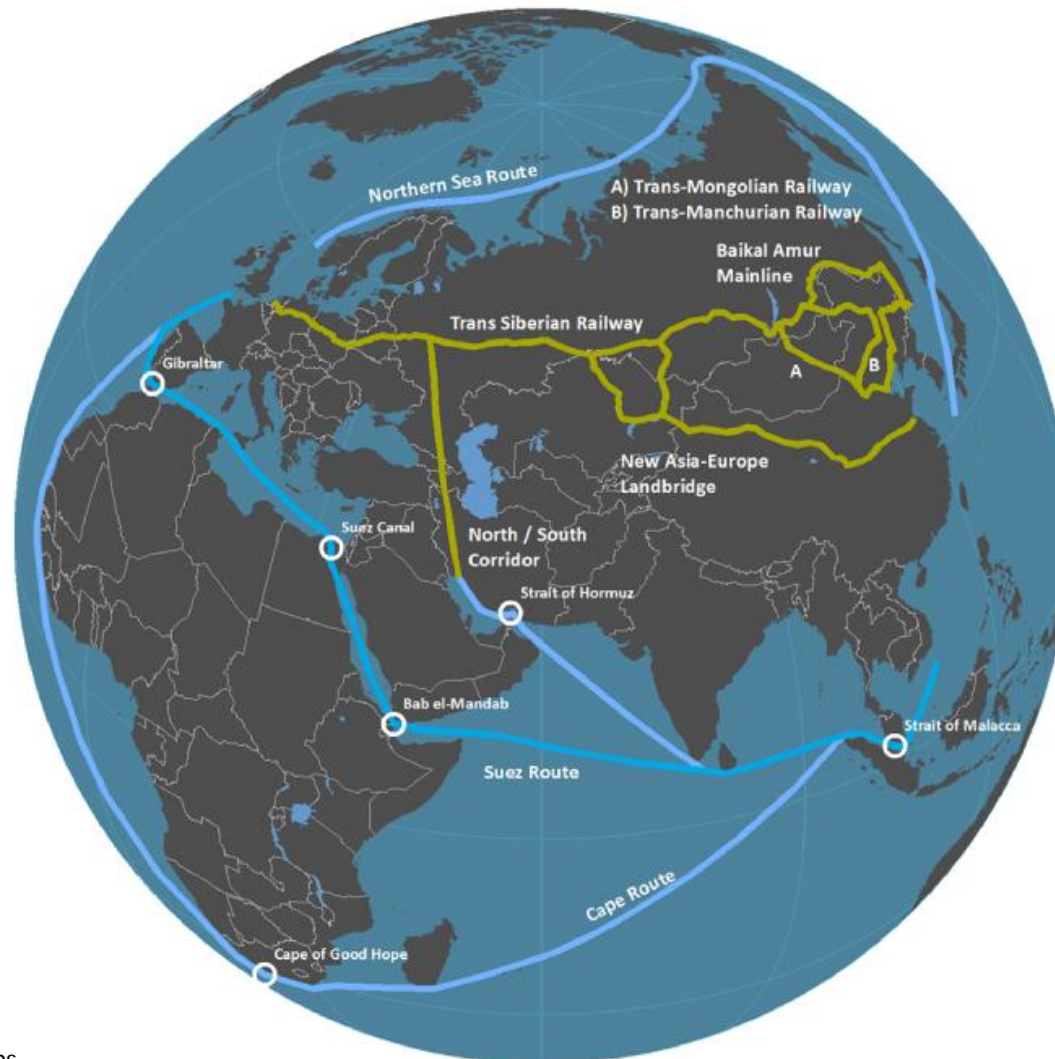 Northern Sea Route
A) Trans-Mongolian Railway
B) Trans-Manchurian Railway
Baikal Amur
Mainline
Trans Siberian Railway
Gibraltar
A
B
New Asia-Europe
Landbridge
Suez Canal
North / South
Corridor
Strait of Hormuz
Bab el-Mandab
Strait of Malacca
Suez Route
Cape Route
Cape of Good Hope